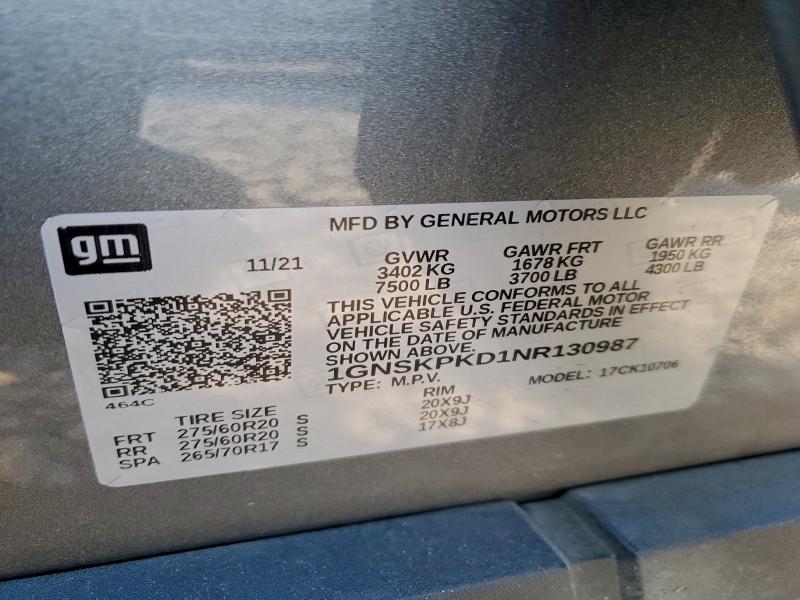 gm
MFD BY GENERAL MOTORS LLC
11/21
GVWR
3402 KG
7500 LB
GAWR FRT
1678 KG
3700 LB
GAWR RR
1950 KG
4300 LB
THIS VEHICLE CONFORMS TO ALL
APPLICABLE U.S. FEDERAL MOTOR
VEHICLE SAFETY STANDARDS IN EFFECT
ON THE DATE OF MANUFACTURE
SHOWN ABOVE.
1GNSKPKD1NR130987
TYPE: M.P.V.
MODEL: 17CK10706
464C
TIRE SIZE RIM
FRT 275/60R20 S 20X9J
RR 275/60R20 S 20X9J
SPA 265/70R17 S 17X8J